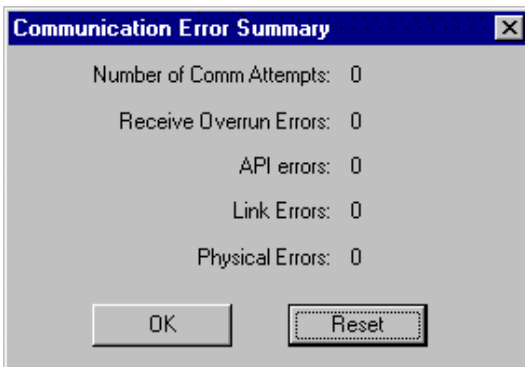 Communication Error Summary
Number of Comm Attempts: 0
Receive Overrun Errors: 0
API errors: 0
Link Errors: 0
Physical Errors: 0
OK Reset